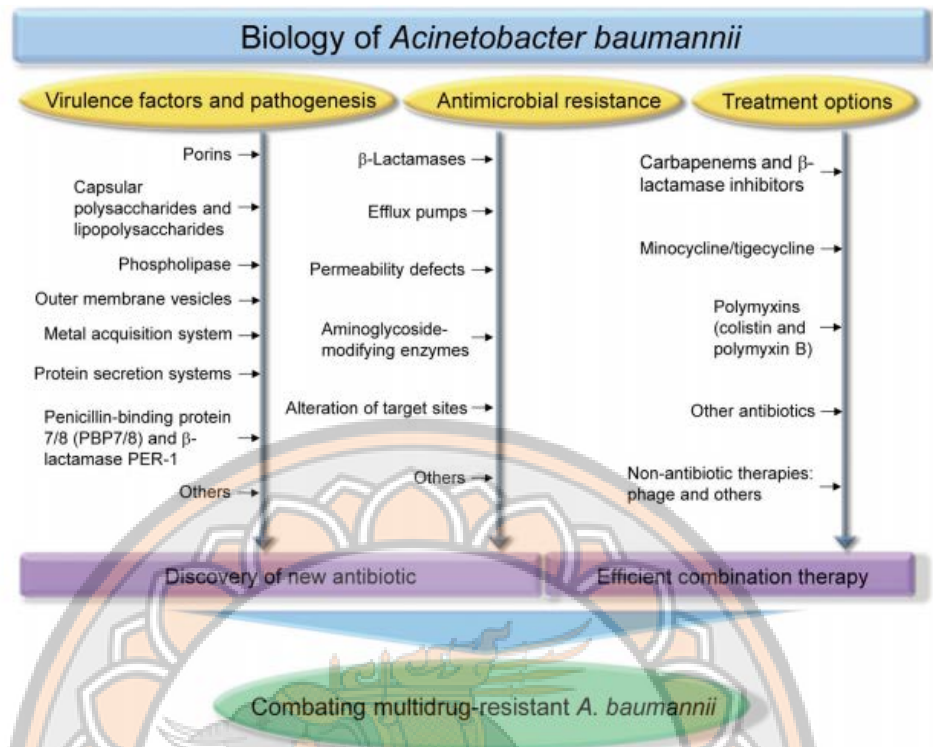 Biology of Acinetobacter baumannii
Virulence factors and pathogenesis
Antimicrobial resistance
Treatment options
Porins
Capsular
polysaccharides and
lipopolysaccharides
Phospholipase
Outer membrane vesicles
Metal acquisition system
Protein secretion systems
Penicillin-binding protein
7/8 (PBP7/8) and β-
lactamase PER-1
Others
β-Lactamases
Efflux pumps
Permeability defects
Aminoglycoside-
modifying enzymes
Alteration of target sites
Others
Carbapenems and β-
lactamase inhibitors
Minocycline/tigecycline
Polymyxins
(colistin and
polymyxin B)
Other antibiotics
Non-antibiotic therapies:
phage and others
Discovery of new antibiotic
Efficient combination therapy
Combating multidrug-resistant A. baumannii